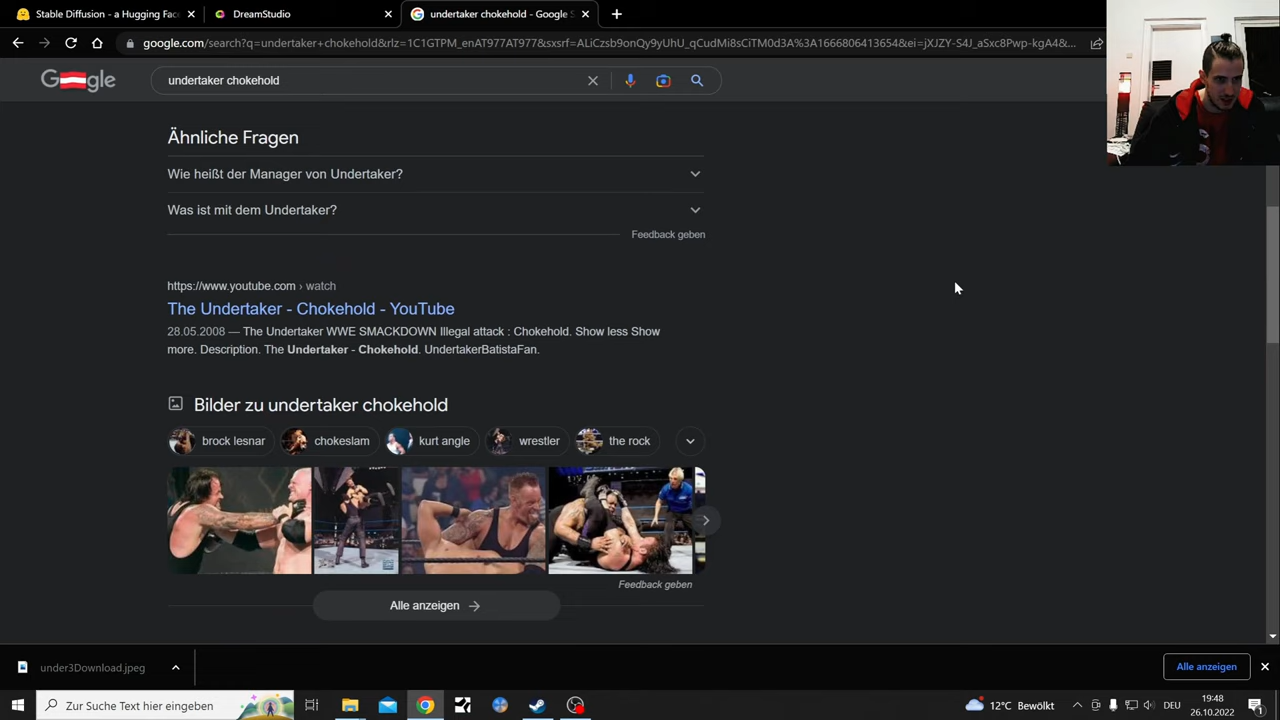 Stable Diffusion - a Hugging Fac
DreamStudio
undertaker chokehold - Google S
google.com/search?q=undertaker+chokehold&rlz=1C1GTPM_enAT977AT977&sxsrf=ALiCzsb9onQy9yUhU_qCudMi8sCiTM0d3A%3A1666806413654&ei=jXJZY-S4J_aSxc8Pwp-kgA4&...
Google
undertaker chokehold
Ähnliche Fragen
Wie heißt der Manager von Undertaker?
Was ist mit dem Undertaker?
Feedback geben
https://www.youtube.com › watch
The Undertaker - Chokehold - YouTube
28.05.2008 — The Undertaker WWE SMACKDOWN Illegal attack : Chokehold. Show less Show
more. Description. The Undertaker - Chokehold. UndertakerBatistaFan.
Bilder zu undertaker chokehold
brock lesnar
chokeslam
kurt angle
wrestler
the rock
Feedback geben
Alle anzeigen
under3Download.jpeg
Alle anzeigen
Zur Suche Text hier eingeben
12°C Bewölkt
DEU
19:48
26.10.2022
1